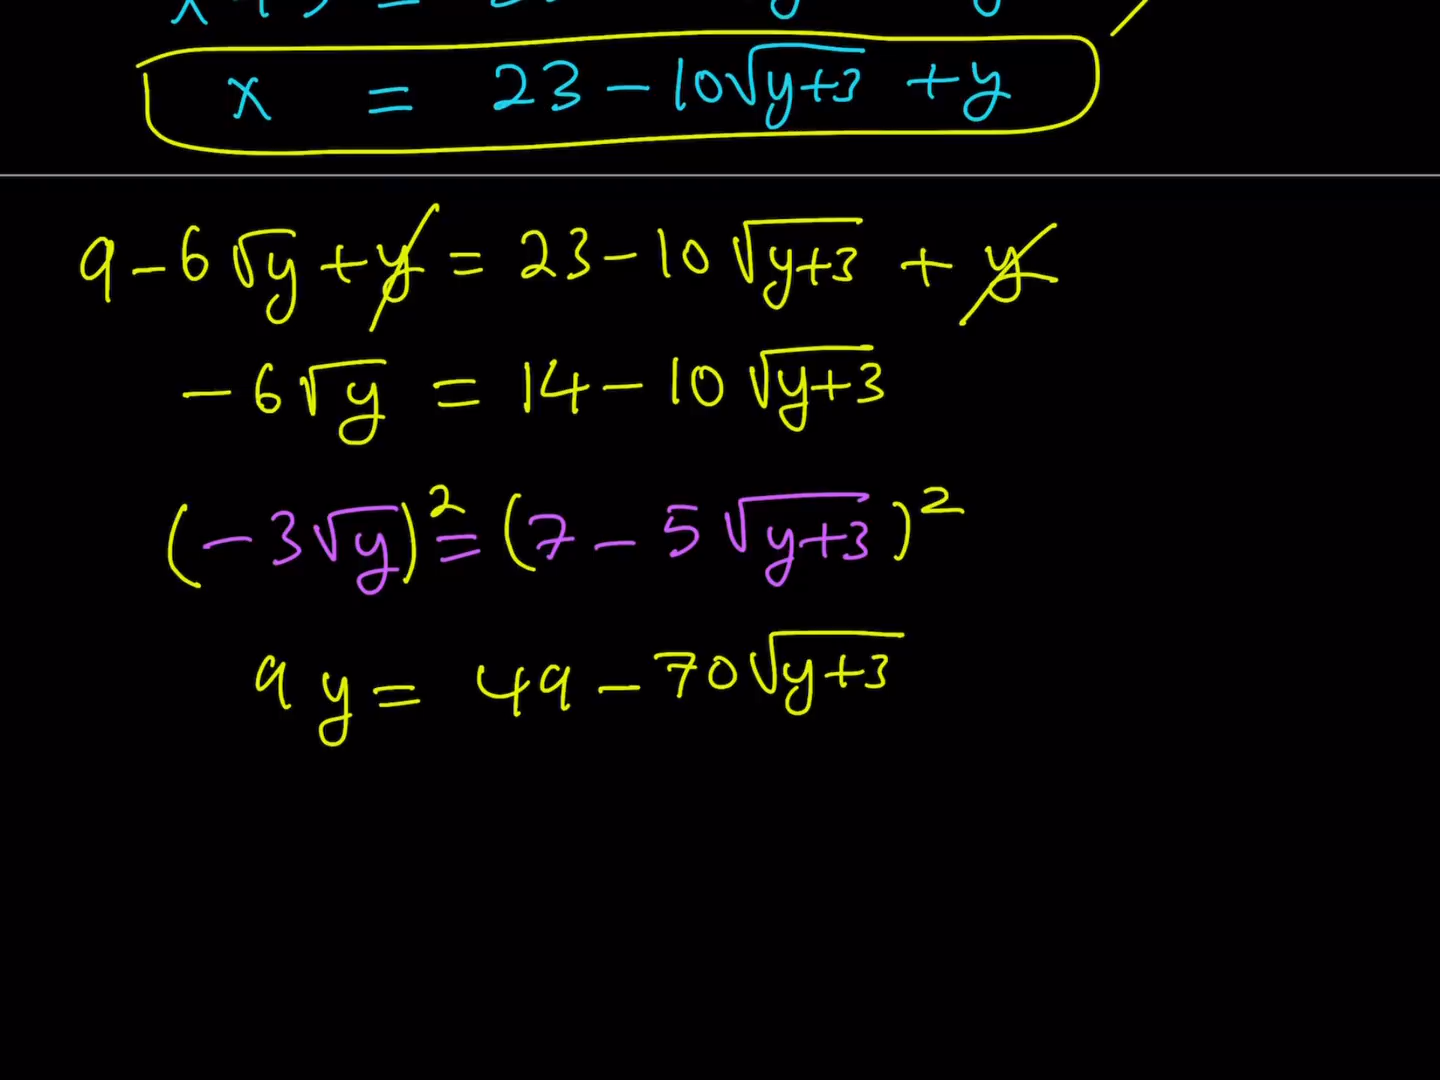 x = 23 - 10√(y+3) + y
9 - 6√y + y = 23 - 10√(y+3) + y
-6√y = 14 - 10√(y+3)
(-3√y)² = (7 - 5√(y+3))²
9y = 49 - 70√(y+3)